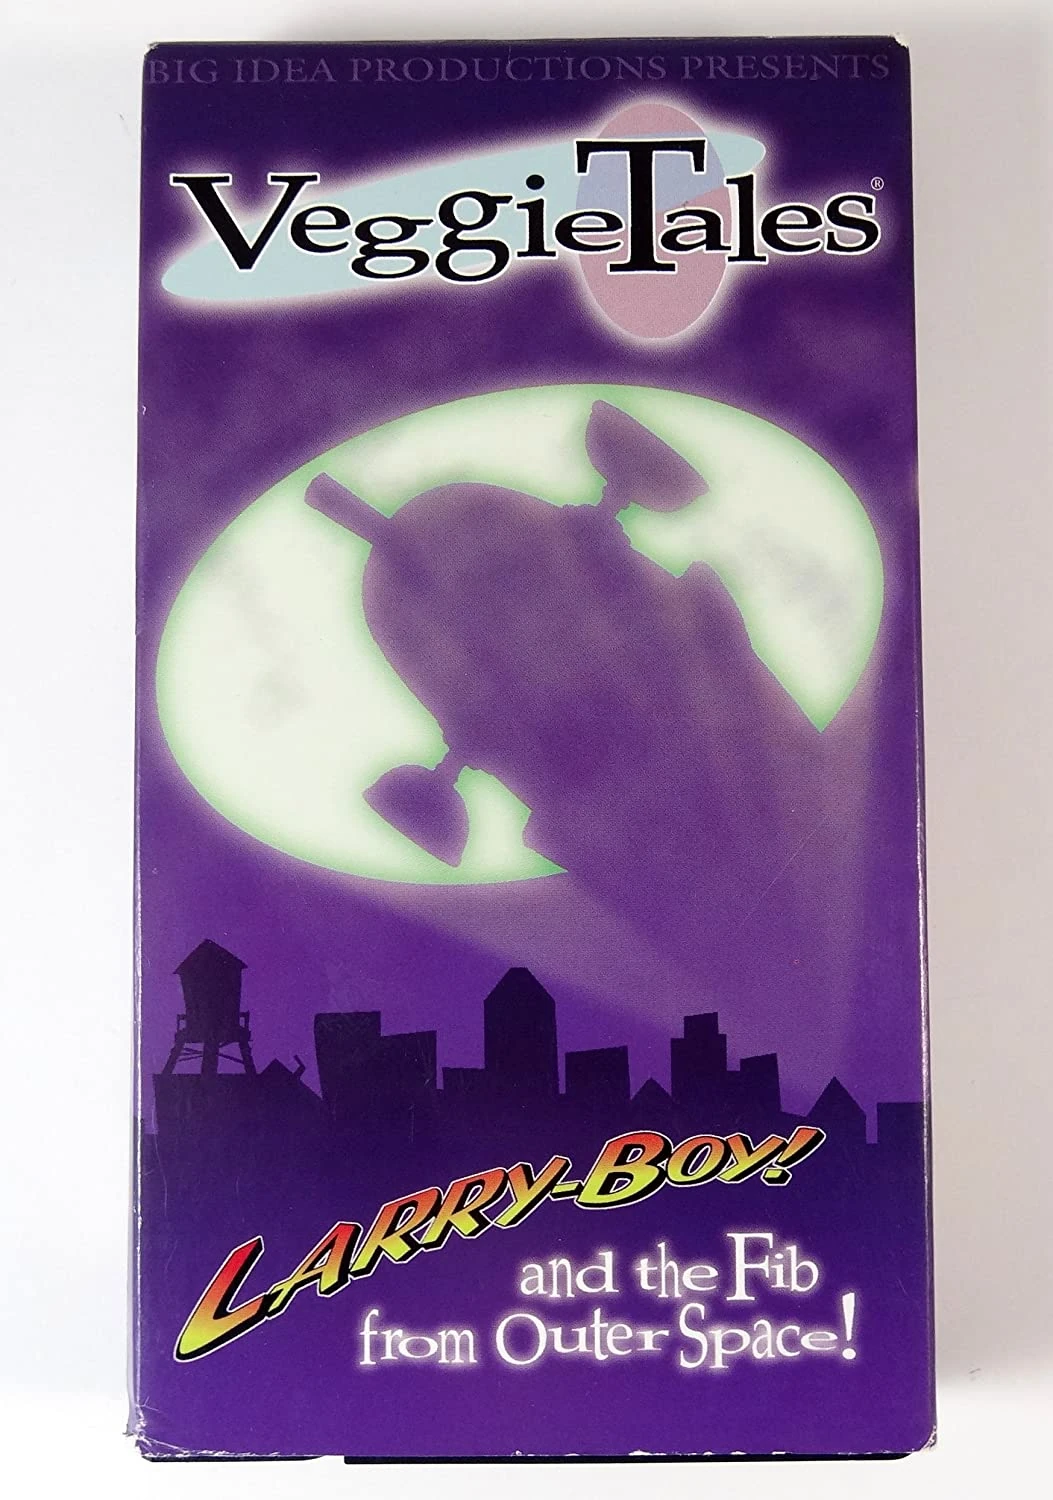 BIG IDEA PRODUCTIONS PRESENTS
VeggieTales®
LARRY-BOY!
and the Fib
from Outer Space!